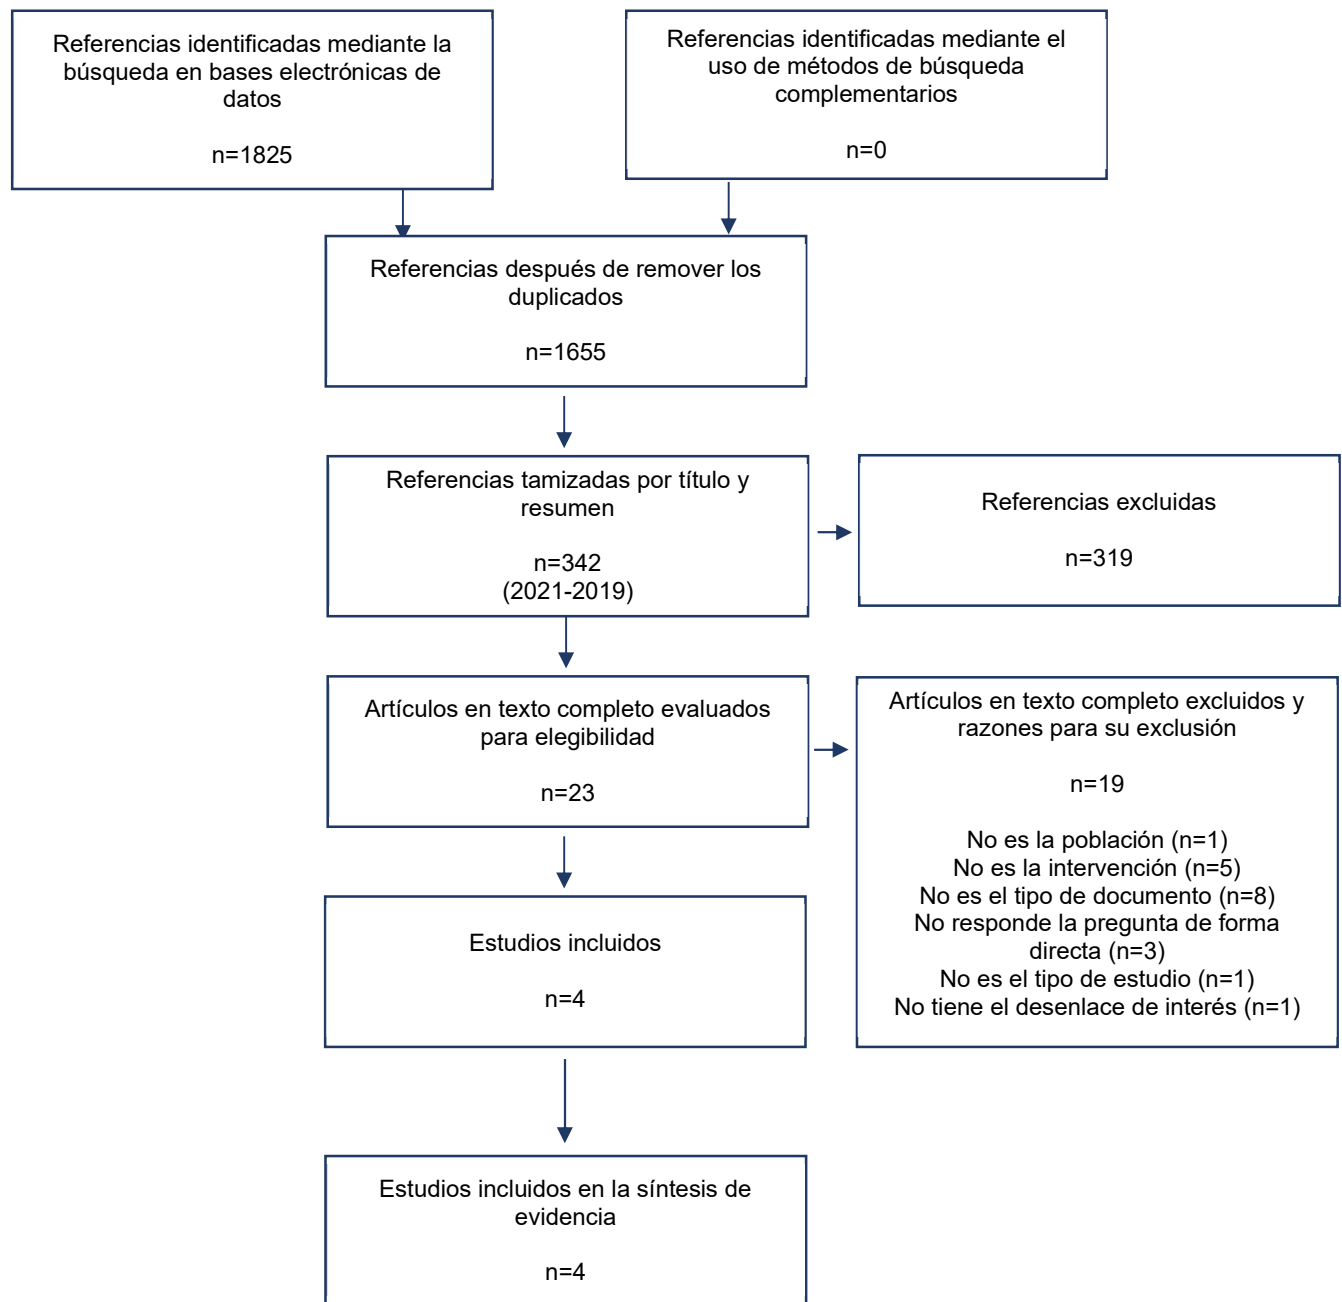 Referencias identificadas mediante la
búsqueda en bases electrónicas de
datos
n=1825
Referencias identificadas mediante el
uso de métodos de búsqueda
complementarios
n=0
Referencias después de remover los
duplicados
n=1655
Referencias tamizadas por título y
resumen
n=342
(2021-2019)
Referencias excluidas
n=319
Artículos en texto completo evaluados
para elegibilidad
n=23
Artículos en texto completo excluidos y
razones para su exclusión
n=19
No es la población (n=1)
No es la intervención (n=5)
No es el tipo de documento (n=8)
No responde la pregunta de forma
directa (n=3)
No es el tipo de estudio (n=1)
No tiene el desenlace de interés (n=1)
Estudios incluidos
n=4
Estudios incluidos en la síntesis de
evidencia
n=4